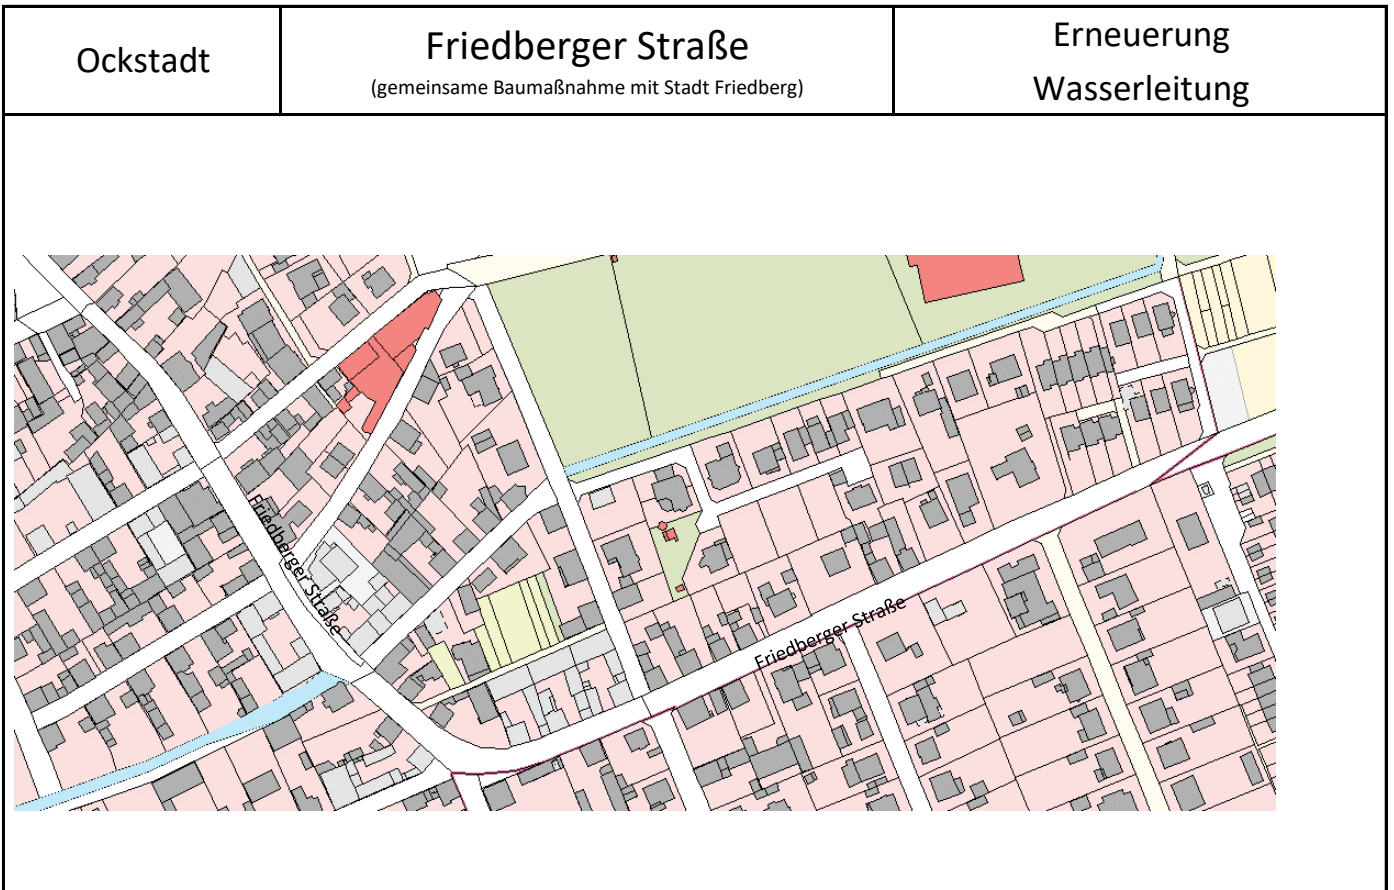 Ockstadt
Friedberger Straße
(gemeinsame Baumaßnahme mit Stadt Friedberg)
Erneuerung
Wasserleitung
Friedberger Straße
Friedberger Straße